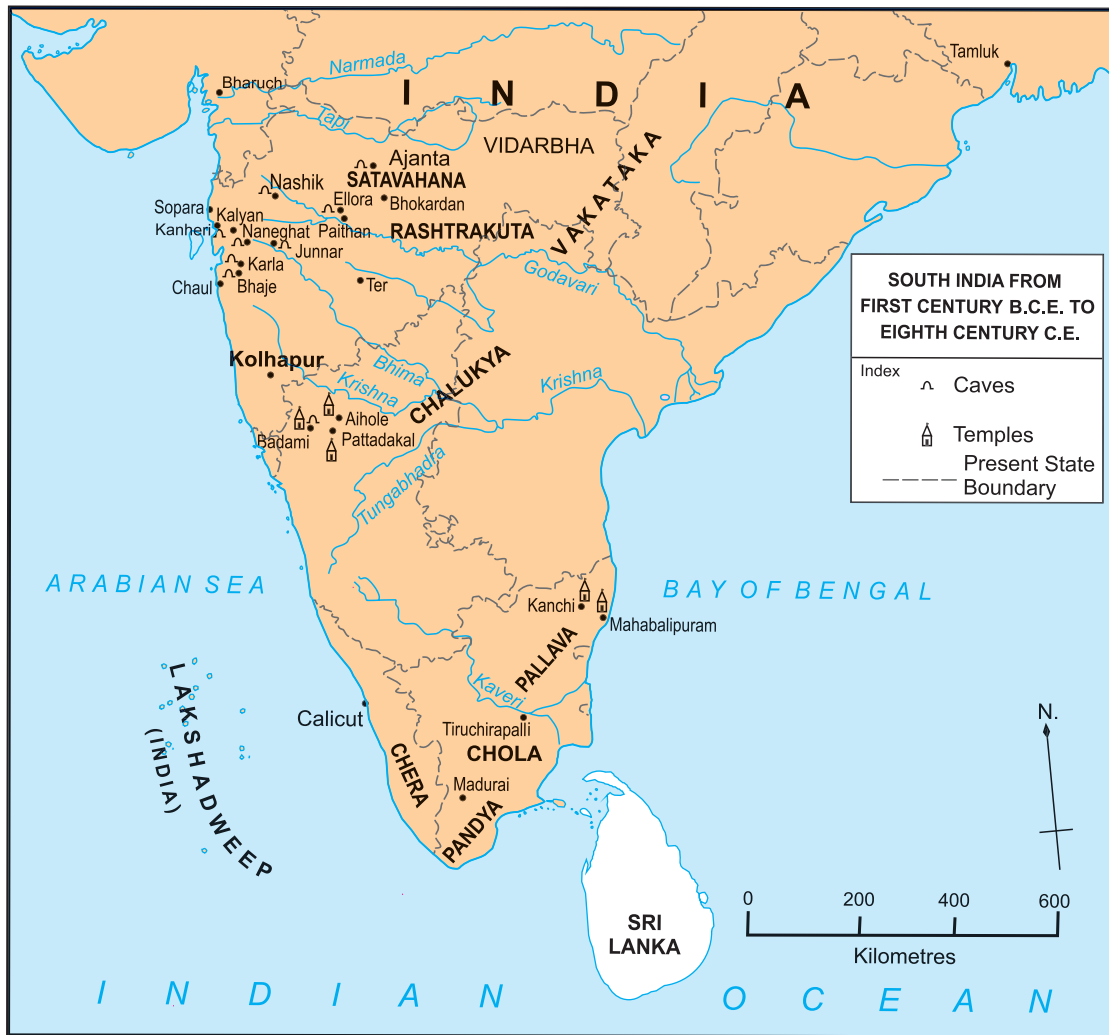 Tamluk
Narmada
Bharuch
I N D I A
Tapi
VIDARBHA
Ajanta
SATAVAHANA
Nashik
Ellora
Bhokardan
VAKATAKA
Sopara
Kalyan
Kanheri
Naneghat
Paithan
RASHTRAKUTA
Junnar
Karla
Godavari
Chaul
Bhaje
Ter
SOUTH INDIA FROM
FIRST CENTURY B.C.E. TO
EIGHTH CENTURY C.E.
Index
Caves
Temples
Present State
Boundary
Kolhapur
Bhima
Krishna
CHALUKYA
Krishna
Aihole
Badami
Pattadakal
Tungabhadra
ARABIAN SEA
BAY OF BENGAL
Kanchi
Mahabalipuram
PALLAVA
LAKSHADWEEP
(INDIA)
Kaveri
Calicut
Tiruchirapalli
CHOLA
CHERA
Madurai
PANDYA
N.
SRI
LANKA
0 200 400 600
Kilometres
INDIAN OCEAN